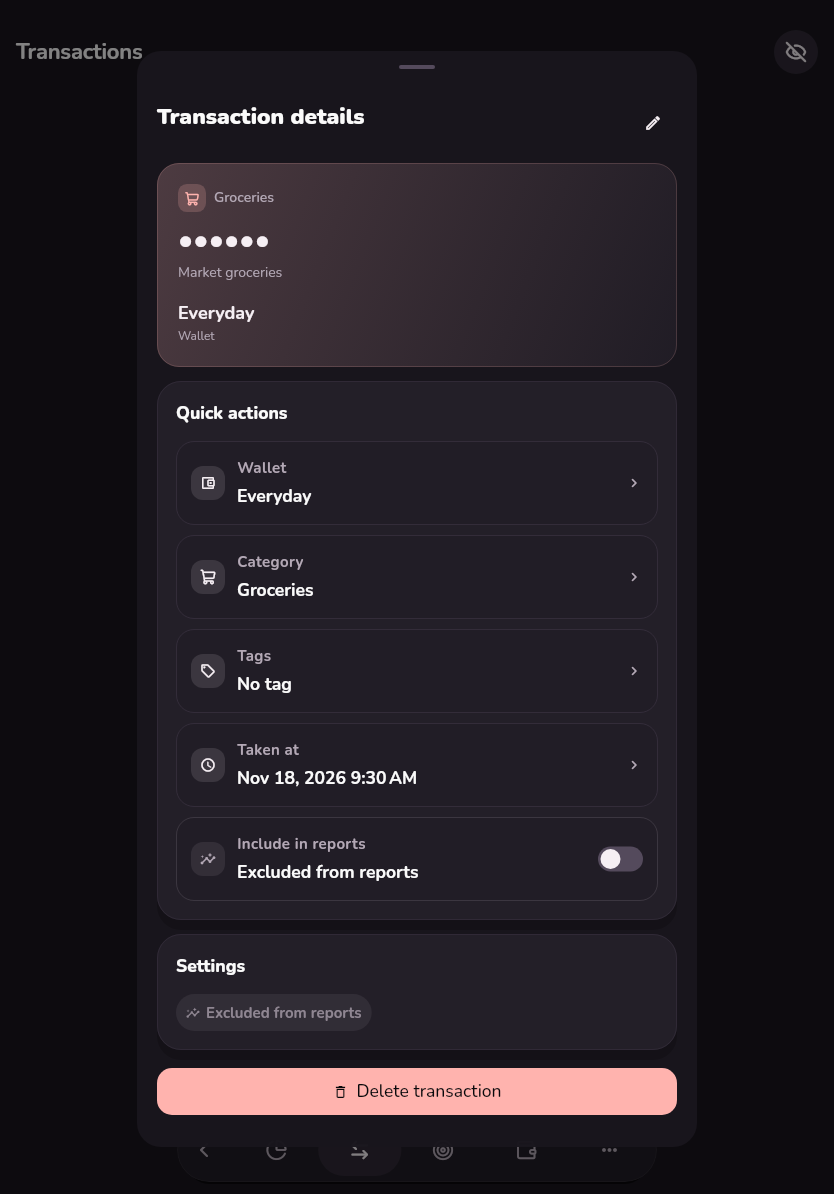 Transactions
Transaction details
Groceries
••••••
Market groceries
Everyday
Wallet
Quick actions
Wallet
Everyday
Category
Groceries
Tags
No tag
Taken at
Nov 18, 2026 9:30 AM
Include in reports
Excluded from reports
Settings
Excluded from reports
Delete transaction